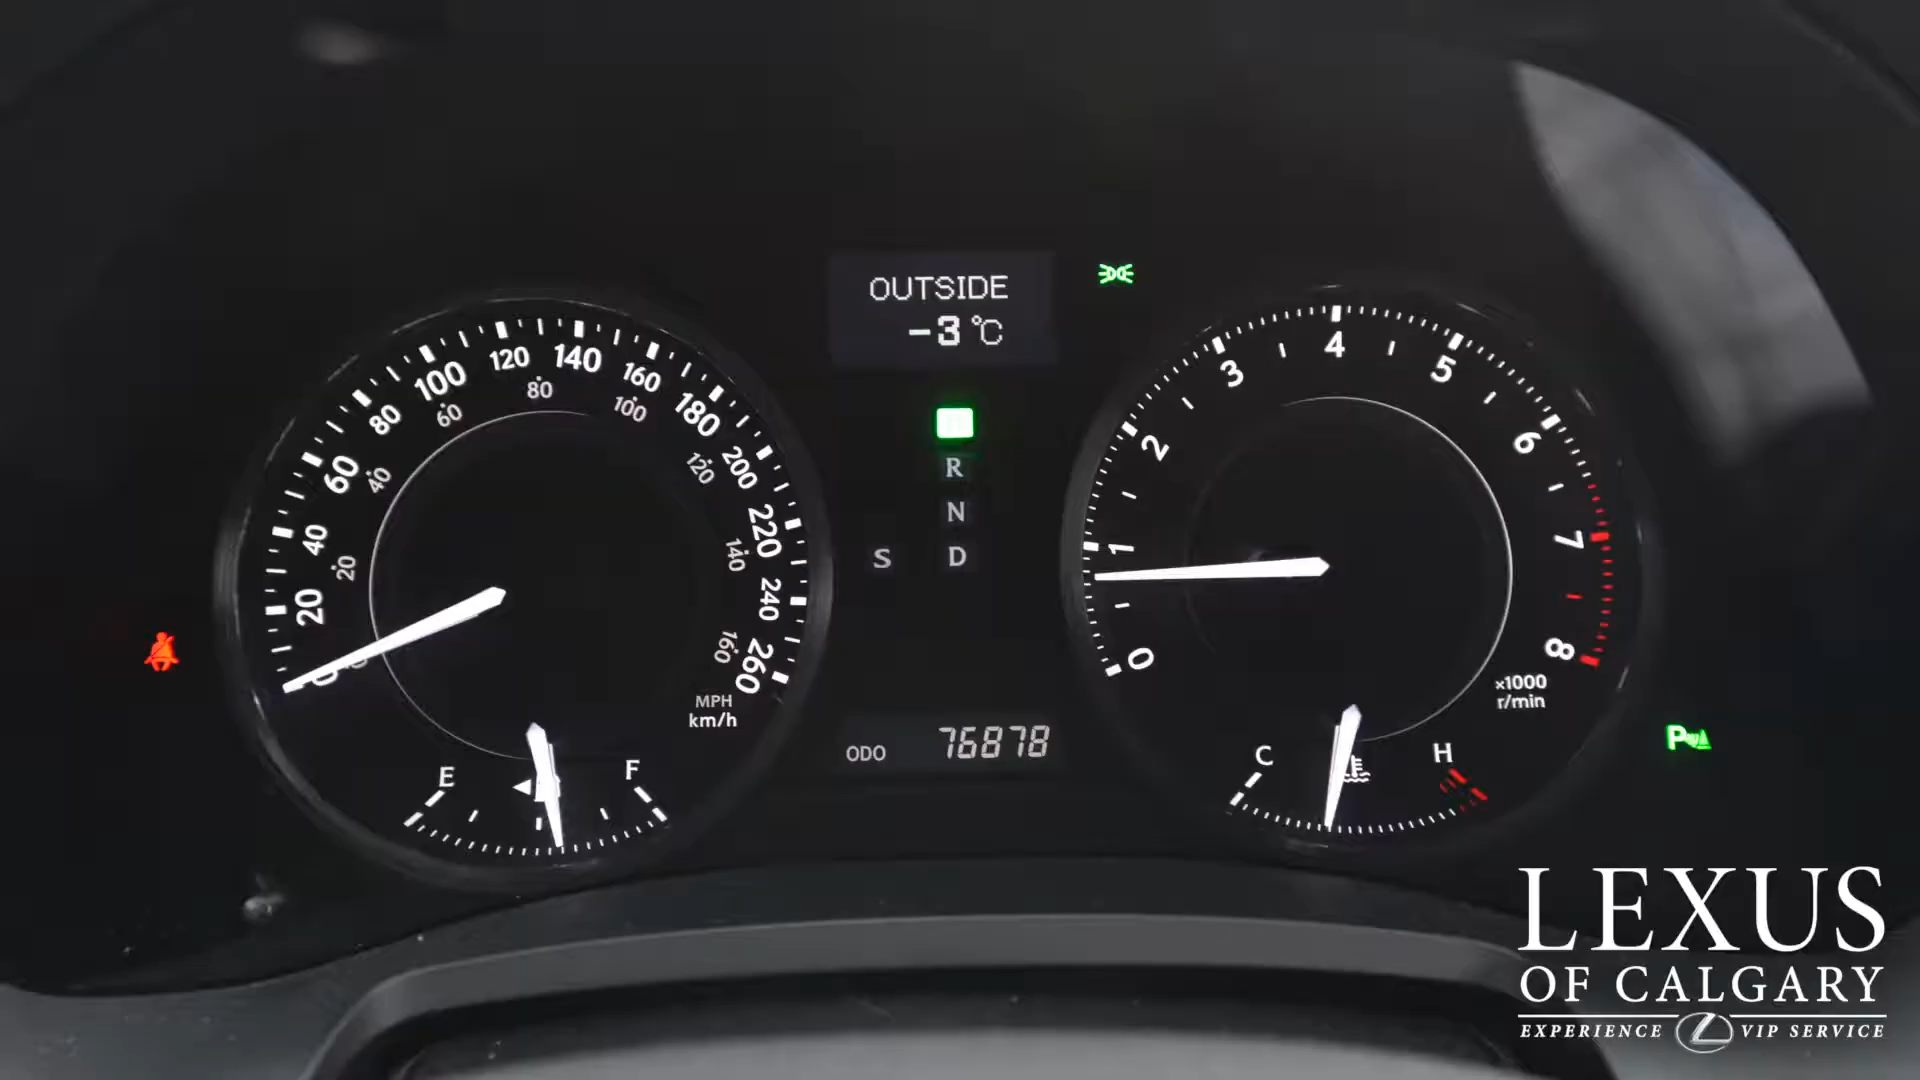 OUTSIDE
-3°C
R
N
S D
20
40
60
80
100
120
140
160
180
200
220
240
260
20
40
60
80
100
120
140
160
MPH
km/h
E F
ODO 76878
0
1
2
3
4
5
6
7
8
x1000
r/min
C H
P
LEXUS
OF CALGARY
EXPERIENCE VIP SERVICE